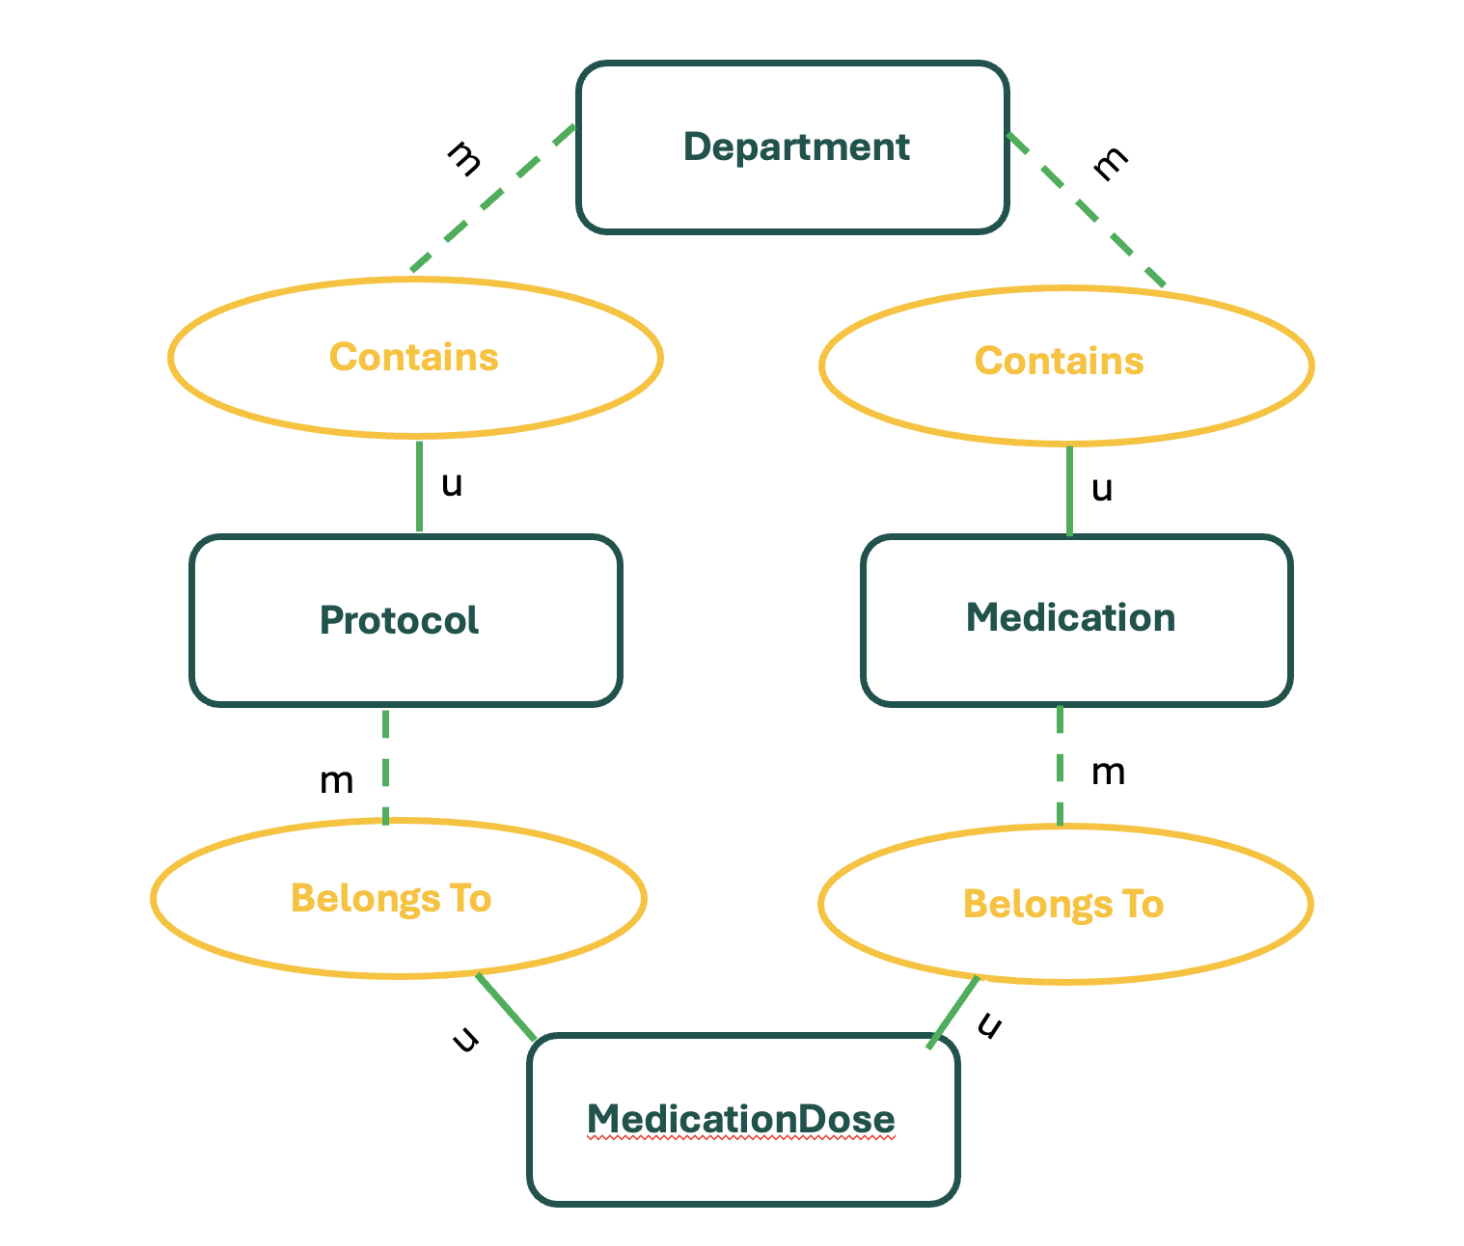 Department
m
m
Contains
Contains
u
u
Protocol
Medication
m
m
Belongs To
Belongs To
u
u
MedicationDose